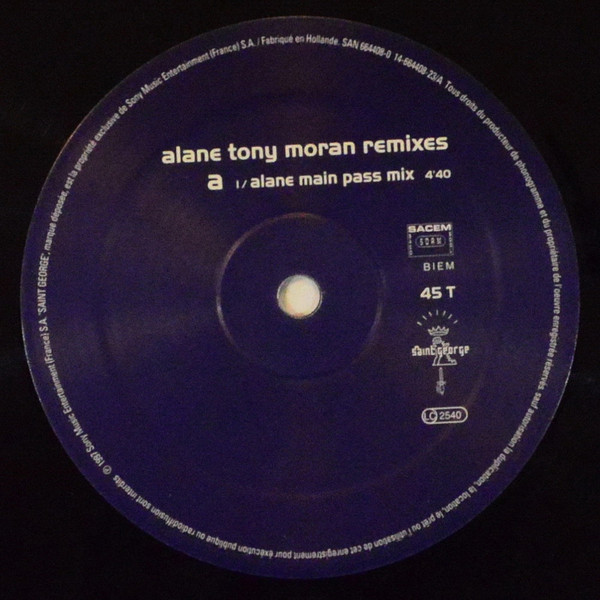 alane tony moran remixes
a 1/alane main pass mix 4'40
SACEM
SDRM
BIEM
45 T
Saint George
LC 2540
℗ 1997 Sony Music Entertainment (France) S.A. 'SAINT GEORGE', marque déposée, est la propriété exclusive de Sony Music Entertainment (France) S.A. / Fabriqué en Hollande. SAN 664408-0 14-664408-23/A Tous droits du producteur de phonogramme et du propriétaire de l'oeuvre enregistrée réservés, sauf autorisation la duplication, la location, le prêt ou l'utilisation de cet enregistrement pour exécution publique ou radiodiffusion sont interdits